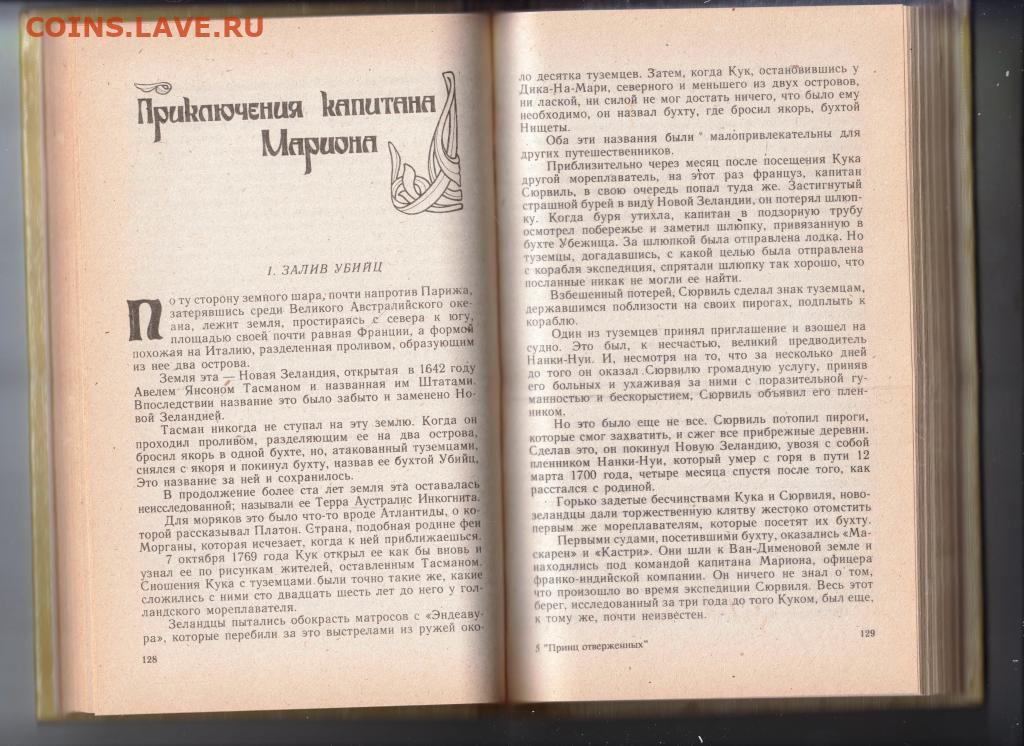 COINS.LAVE.RU
Приключения капитана
Мариона
1. ЗАЛИВ УБИЙЦ
По ту сторону земного шара, почти напротив Парижа,
затерявшись среди Великого Австралийского оке-
ана, лежит земля, простираясь с севера к югу,
площадью своей почти равная Франции, а формой
похожая на Италию, разделенная проливом, образующим
из нее два острова.
Земля эта — Новая Зеландия, открытая в 1642 году
Авелем Янсоном Тасманом и названная им Штатами.
Впоследствии название это было забыто и заменено Но-
вой Зеландией.
Тасман никогда не ступал на эту землю. Когда он
проходил проливом, разделяющим ее на два острова,
бросил якорь в одной бухте, но, атакованный туземцами,
снялся с якоря и покинул бухту, назвав ее бухтой Убийц.
Это название за ней и сохранилось.
В продолжение более ста лет земля эта оставалась
неисследованной; называли ее Терра Аустралис Инкогнита.
Для моряков это было что-то вроде Атлантиды, о ко-
торой рассказывал Платон. Страна, подобная родине феи
Морганы, которая исчезает, когда к ней приближаешься.
7 октября 1769 года Кук открыл ее как бы вновь и
узнал ее по рисункам жителей, оставленным Тасманом.
Сношения Кука с туземцами были точно такие же, какие
сложились с ними сто двадцать шесть лет до него у гол-
ландского мореплавателя.
Зеландцы пытались обокрасть матросов с «Эндеаву-
ра», которые перебили за это выстрелами из ружей око-
128
ло десятка туземцев. Затем, когда Кук, остановившись у
Дика-На-Мари, северного и меньшего из двух островов,
ни лаской, ни силой не мог достать ничего, что было ему
необходимо, он назвал бухту, где бросил якорь, бухтой
Нищеты.
Оба эти названия были малопривлекательны для
других путешественников.
Приблизительно через месяц после посещения Кука
другой мореплаватель, на этот раз француз, капитан
Сюрвиль, в свою очередь попал туда же. Застигнутый
страшной бурей в виду Новой Зеландии, он потерял шлюп-
ку. Когда буря утихла, капитан в подзорную трубу
осмотрел побережье и заметил шлюпку, привязанную в
бухте Убежища. За шлюпкой была отправлена лодка. Но
туземцы, догадавшись, с какой целью была отправлена
с корабля экспедиция, спрятали шлюпку так хорошо, что
посланные никак не могли ее найти.
Взбешенный потерей, Сюрвиль сделал знак туземцам,
державшимся поблизости на своих пирогах, подплыть к
кораблю.
Один из туземцев принял приглашение и взошел на
судно. Это был, к несчастью, великий предводитель
Нанки-Нуи. И, несмотря на то, что за несколько дней
до того он оказал Сюрвилю громадную услугу, приняв
его больных и ухаживая за ними с поразительной гу-
манностью и бескорыстием, Сюрвиль объявил его плен-
ником.
Но это было еще не все. Сюрвиль потопил пироги,
которые смог захватить, и сжег все прибрежные деревни.
Сделав это, он покинул Новую Зеландию, увозя с собой
пленником Нанки-Нуи, который умер с горя в пути 12
марта 1700 года, четыре месяца спустя после того, как
расстался с родиной.
Горько задетые бесчинствами Кука и Сюрвиля, ново-
зеландцы дали торжественную клятву жестоко отомстить
первым же мореплавателям, которые посетят их бухту.
Первыми судами, посетившими бухту, оказались «Ма-
скарен» и «Кастри». Они шли к Ван-Дименовой земле и
находились под командой капитана Мариона, офицера
франко-индийской компании. Он ничего не знал о том,
что произошло во время экспедиции Сюрвиля. Весь этот
берег, исследованный за три года до того Куком, был еще,
к тому же, почти неизвестен.
5 "Принц отверженных"
129